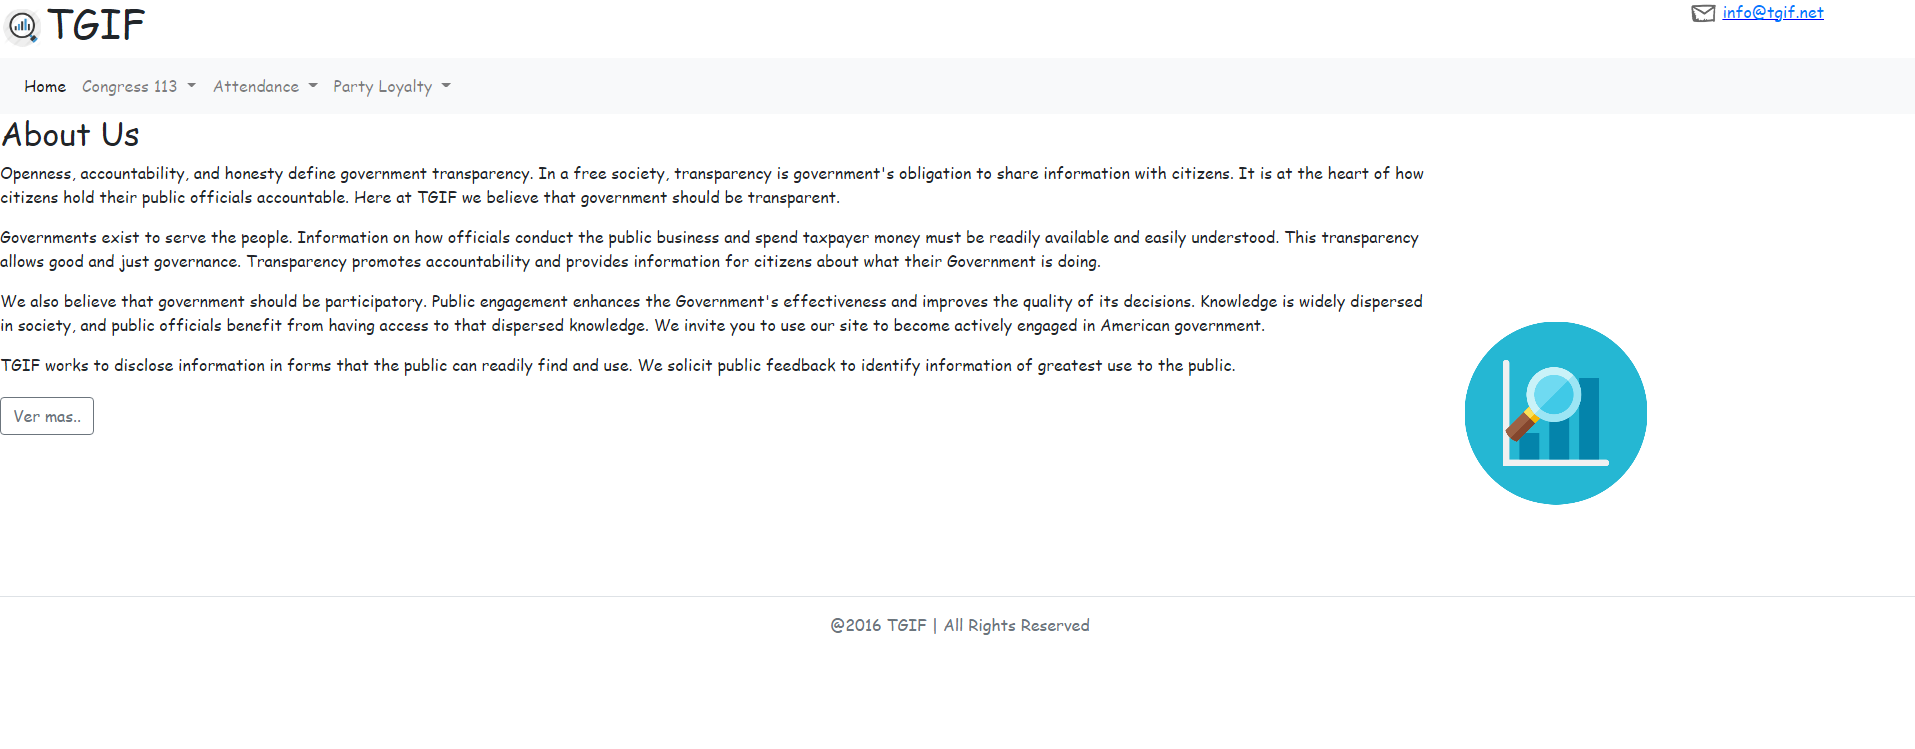 TGIF
info@tgif.net
Home Congress 113 Attendance Party Loyalty
About Us
Openness, accountability, and honesty define government transparency. In a free society, transparency is government's obligation to share information with citizens. It is at the heart of how
citizens hold their public officials accountable. Here at TGIF we believe that government should be transparent.
Governments exist to serve the people. Information on how officials conduct the public business and spend taxpayer money must be readily available and easily understood. This transparency
allows good and just governance. Transparency promotes accountability and provides information for citizens about what their Government is doing.
We also believe that government should be participatory. Public engagement enhances the Government's effectiveness and improves the quality of its decisions. Knowledge is widely dispersed
in society, and public officials benefit from having access to that dispersed knowledge. We invite you to use our site to become actively engaged in American government.
TGIF works to disclose information in forms that the public can readily find and use. We solicit public feedback to identify information of greatest use to the public.
Ver mas..
@2016 TGIF | All Rights Reserved